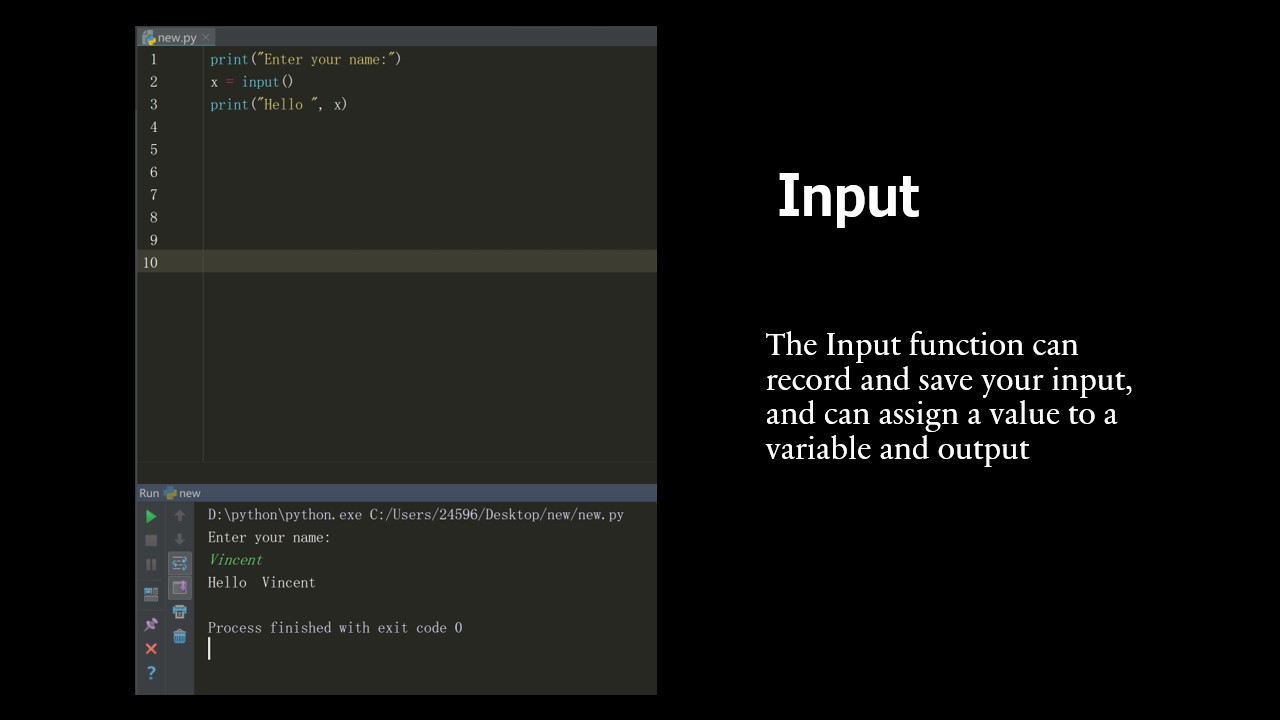 new.py
1 print("Enter your name:")
2 x = input()
3 print("Hello ", x)
4
5
6
7
8
9
10
Run new
D:\python\python.exe C:/Users/24596/Desktop/new/new.py
Enter your name:
Vincent
Hello  Vincent
Process finished with exit code 0
Input
The Input function can
record and save your input,
and can assign a value to a
variable and output